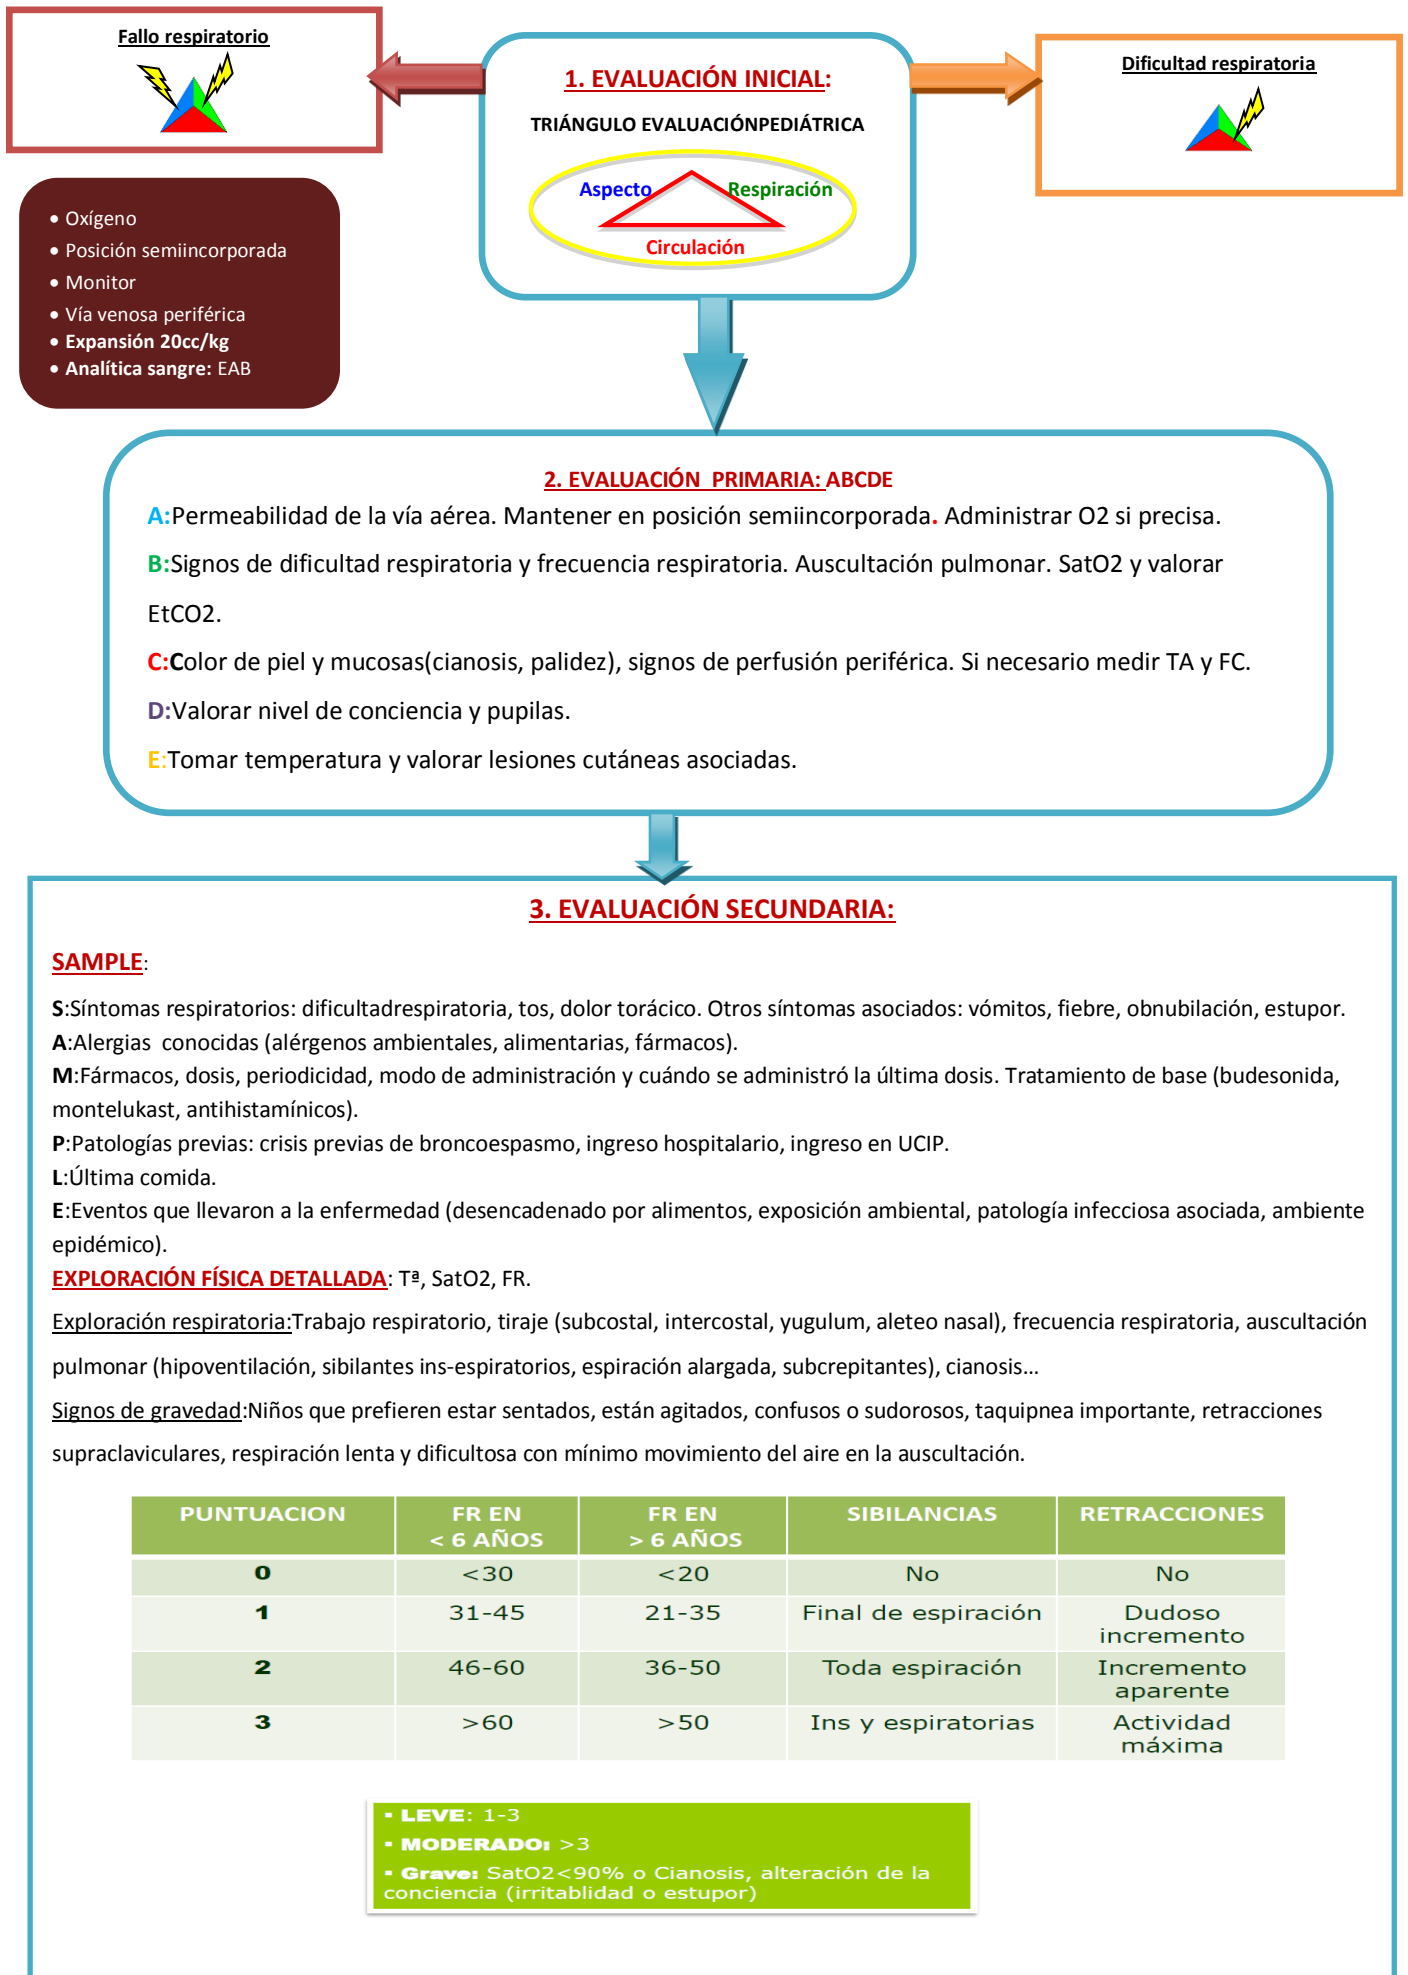 Fallo respiratorio
1. EVALUACIÓN INICIAL:
TRIÁNGULO EVALUACIÓNPEDIÁTRICA
Aspecto
Respiración
Circulación
Dificultad respiratoria
• Oxígeno
• Posición semiincorporada
• Monitor
• Vía venosa periférica
• Expansión 20cc/kg
• Analítica sangre: EAB
2. EVALUACIÓN PRIMARIA: ABCDE
A:Permeabilidad de la vía aérea. Mantener en posición semiincorporada. Administrar O2 si precisa.
B:Signos de dificultad respiratoria y frecuencia respiratoria. Auscultación pulmonar. SatO2 y valorar
EtCO2.
C:Color de piel y mucosas(cianosis, palidez), signos de perfusión periférica. Si necesario medir TA y FC.
D:Valorar nivel de conciencia y pupilas.
E:Tomar temperatura y valorar lesiones cutáneas asociadas.
3. EVALUACIÓN SECUNDARIA:
SAMPLE:
S:Síntomas respiratorios: dificultadrespiratoria, tos, dolor torácico. Otros síntomas asociados: vómitos, fiebre, obnubilación, estupor.
A:Alergias conocidas (alérgenos ambientales, alimentarias, fármacos).
M:Fármacos, dosis, periodicidad, modo de administración y cuándo se administró la última dosis. Tratamiento de base (budesonida,
montelukast, antihistamínicos).
P:Patologías previas: crisis previas de broncoespasmo, ingreso hospitalario, ingreso en UCIP.
L:Última comida.
E:Eventos que llevaron a la enfermedad (desencadenado por alimentos, exposición ambiental, patología infecciosa asociada, ambiente
epidémico).
EXPLORACIÓN FÍSICA DETALLADA: Tª, SatO2, FR.
Exploración respiratoria:Trabajo respiratorio, tiraje (subcostal, intercostal, yugulum, aleteo nasal), frecuencia respiratoria, auscultación
pulmonar (hipoventilación, sibilantes ins-espiratorios, espiración alargada, subcrepitantes), cianosis...
Signos de gravedad:Niños que prefieren estar sentados, están agitados, confusos o sudorosos, taquipnea importante, retracciones
supraclaviculares, respiración lenta y dificultosa con mínimo movimiento del aire en la auscultación.
PUNTUACION FR EN < 6 AÑOS FR EN > 6 AÑOS SIBILANCIAS RETRACCIONES
0 <30 <20 No No
1 31-45 21-35 Final de espiración Dudoso incremento
2 46-60 36-50 Toda espiración Incremento aparente
3 >60 >50 Ins y espiratorias Actividad máxima
▪ LEVE: 1-3
▪ MODERADO: >3
▪ Grave: SatO2<90% o Cianosis, alteración de la
conciencia (irritablidad o estupor)